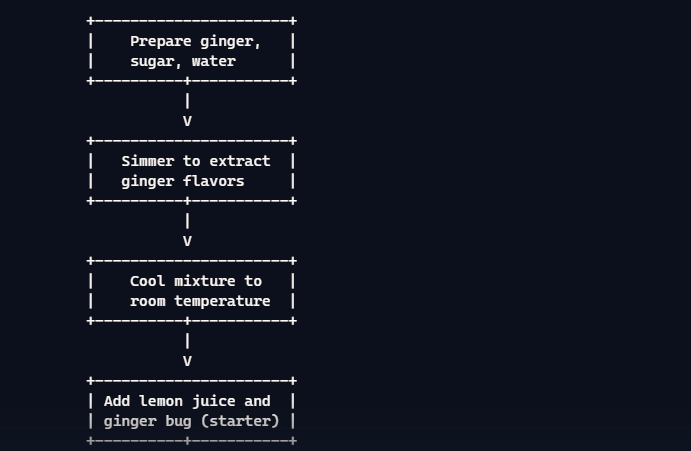 +----------------------+
|    Prepare ginger,   |
|    sugar, water      |
+----------+-----------+
|
V
+----------------------+
|   Simmer to extract  |
|   ginger flavors     |
+----------+-----------+
|
V
+----------------------+
|    Cool mixture to   |
|    room temperature  |
+----------+-----------+
|
V
+----------------------+
| Add lemon juice and  |
| ginger bug (starter) |
+----------+-----------+